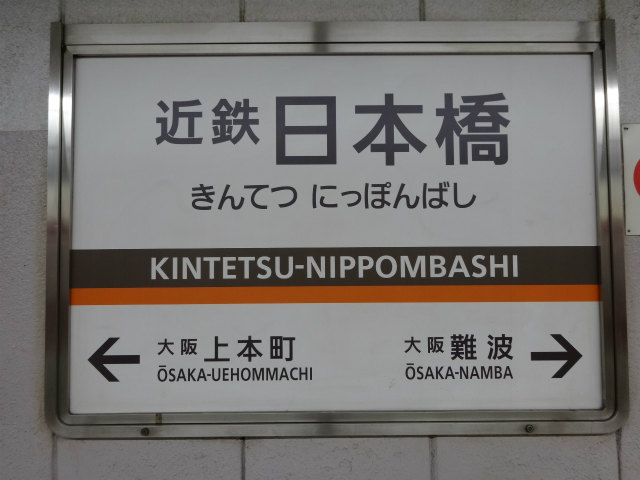 近鉄 日本橋
きんてつ にっぽんばし
KINTETSU-NIPPOMBASHI
← 大阪 上本町 大阪 難波 →
ŌSAKA-UEHOMMACHI ŌSAKA-NAMBA